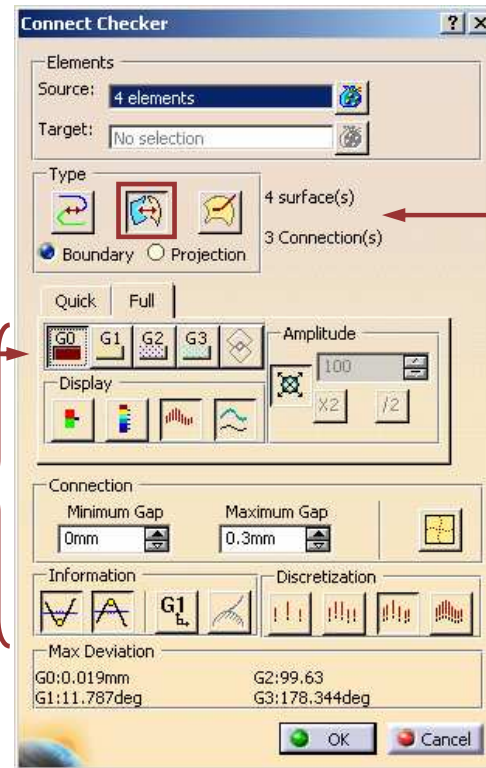 Connect Checker
Elements
Source: 4 elements
Target: No selection
Type
4 surface(s)
3 Connection(s)
Boundary Projection
Quick Full
G0 G1 G2 G3
Amplitude
100
Display
X2 /2
Connection
Minimum Gap Maximum Gap
0mm 0.3mm
Information Discretization
G1
Max Deviation
G0:0.019mm G2:99.63
G1:11.787deg G3:178.344deg
OK Cancel